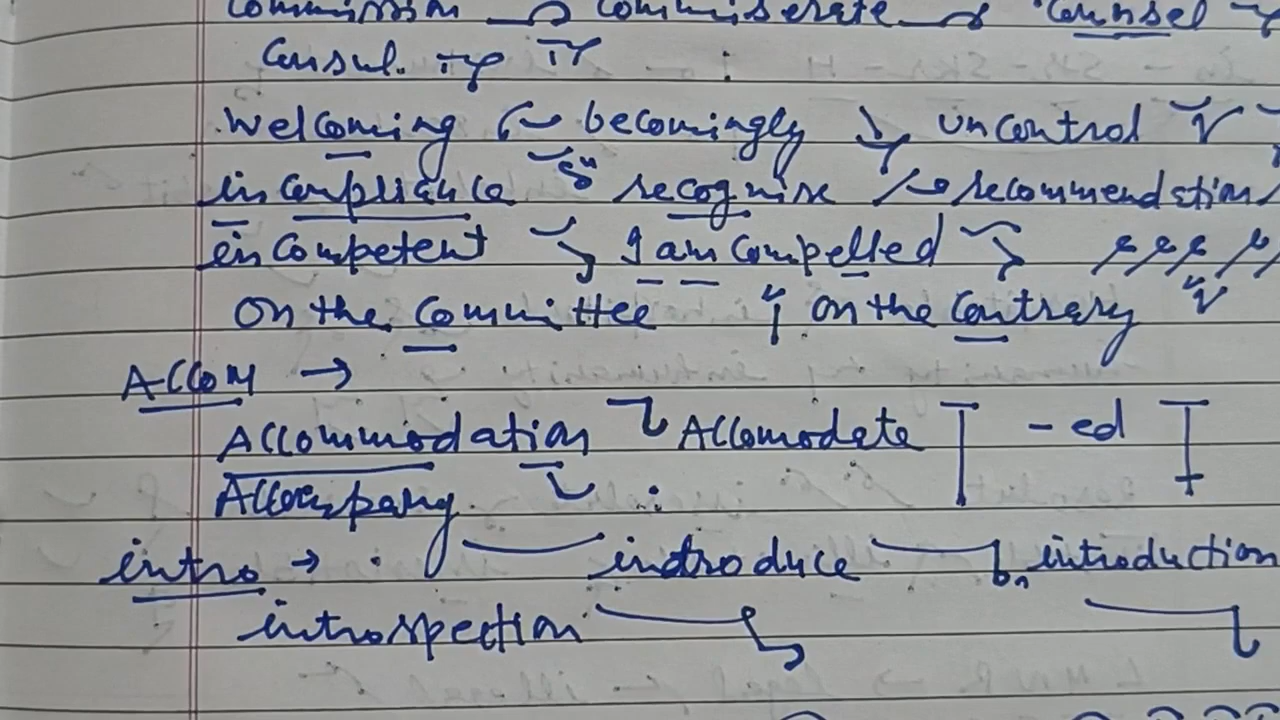 commission commiserate counsel
consul.
welcoming becomingly uncontrol
incompliance recognise recommendation
incompetent I am compelled
on the committee on the contrary
Accom →
Accommodation Accomodate - ed
Accompany
intro → introduce introduction
introspection